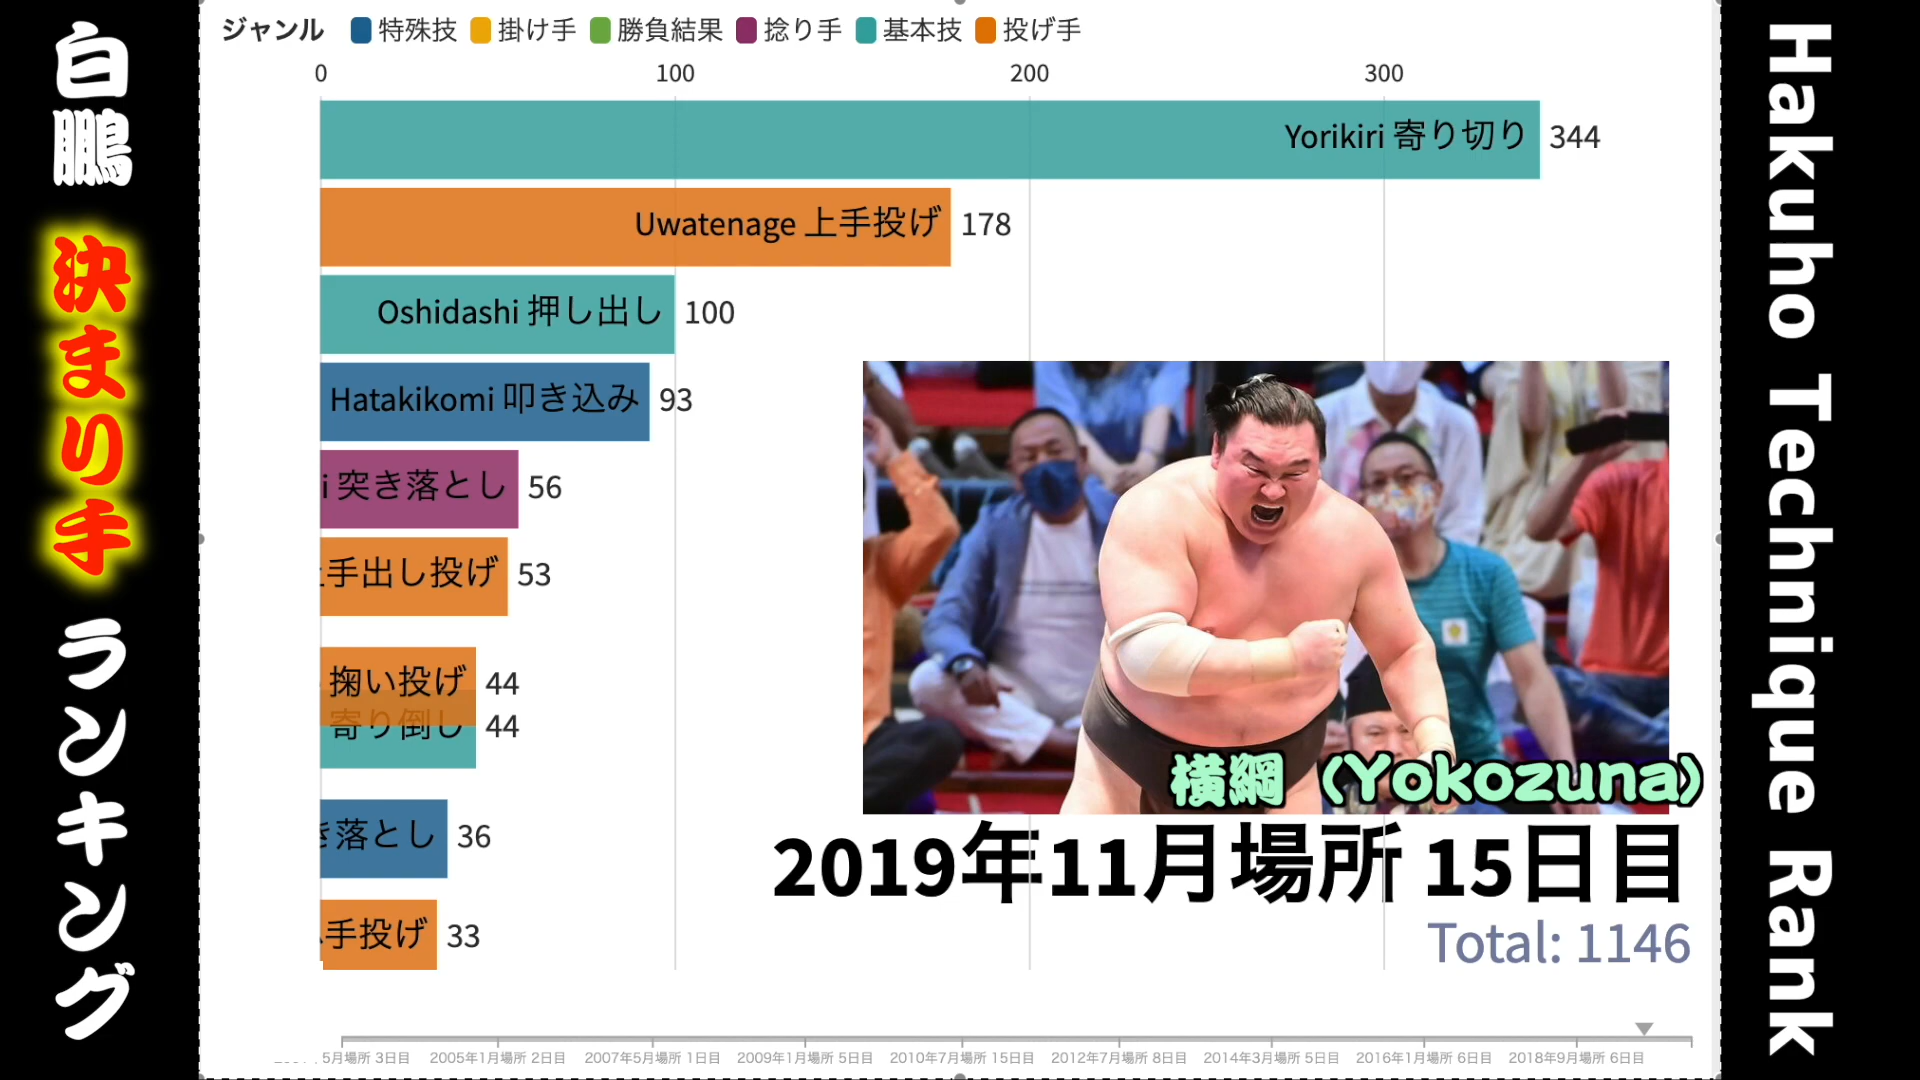 白鵬 決まり手 ランキング
ジャンル 特殊技 掛け手 勝負結果 捻り手 基本技 投げ手
0 100 200 300
Yorikiri 寄り切り 344
Uwatenage 上手投げ 178
Oshidashi 押し出し 100
Hatakikomi 叩き込み 93
i 突き落とし 56
手出し投げ 53
掬い投げ 44
寄り倒し 44
き落とし 36
手投げ 33
横綱（Yokozuna）
2019年11月場所 15日目
Total: 1146
5月場所 3日目 2005年1月場所 2日目 2007年5月場所 1日目 2009年1月場所 5日目 2010年7月場所 15日目 2012年7月場所 8日目 2014年3月場所 5日目 2016年1月場所 6日目 2018年9月場所 6日目
Hakuho Technique Rank